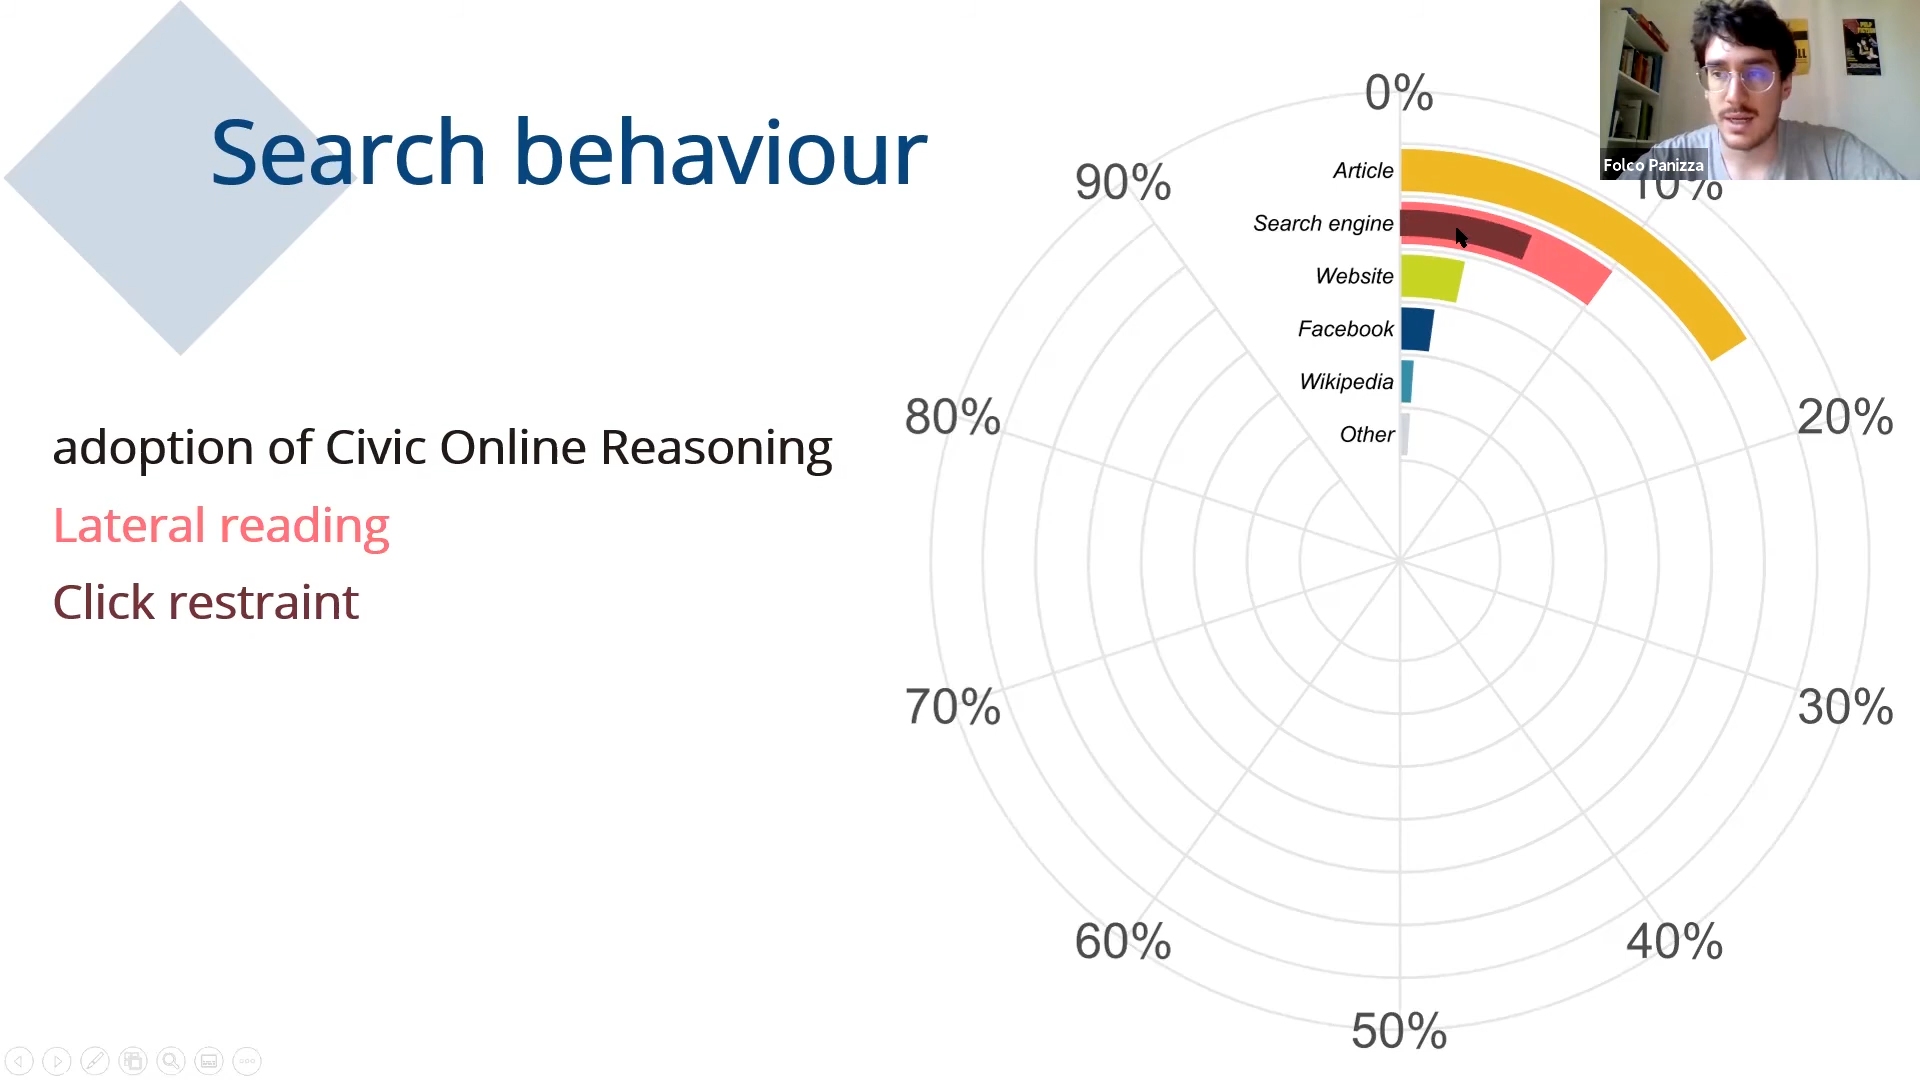 Search behaviour
adoption of Civic Online Reasoning
Lateral reading
Click restraint
0%
10%
20%
30%
40%
50%
60%
70%
80%
90%
Article
Search engine
Website
Facebook
Wikipedia
Other
Folco Panizza